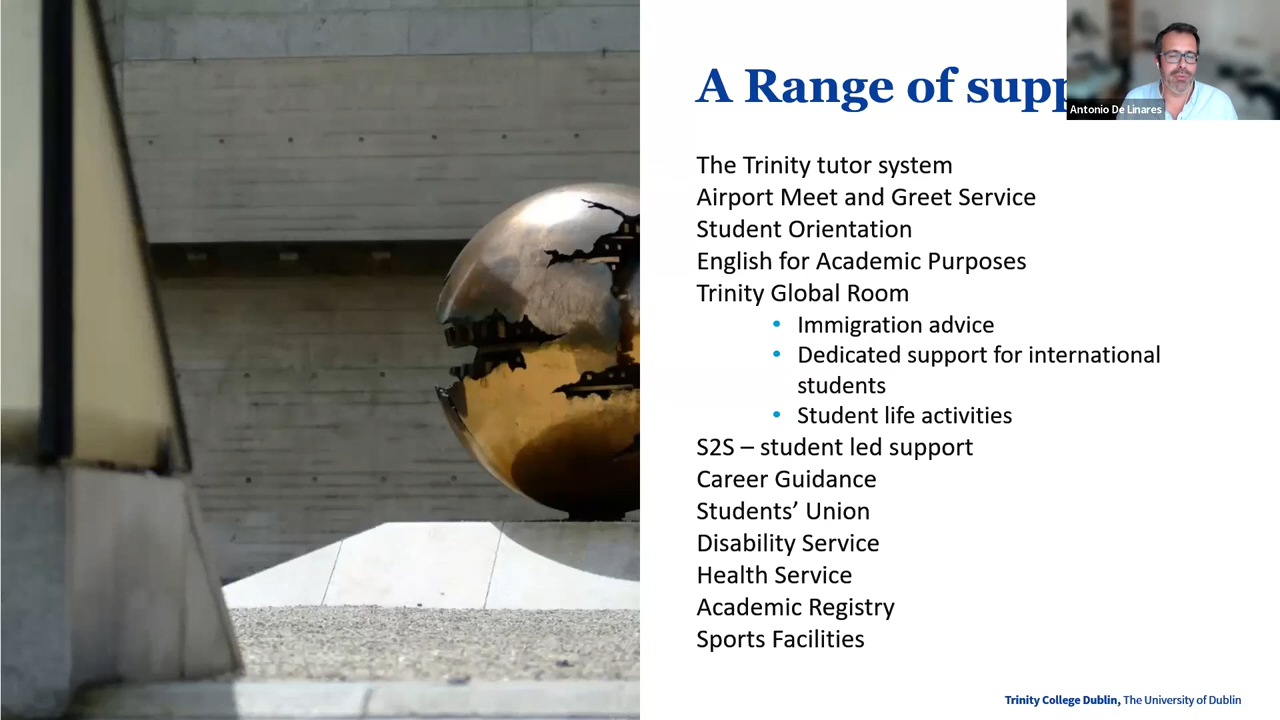 A Range of supp
Antonio De Linares
The Trinity tutor system
Airport Meet and Greet Service
Student Orientation
English for Academic Purposes
Trinity Global Room
• Immigration advice
• Dedicated support for international
students
• Student life activities
S2S – student led support
Career Guidance
Students’ Union
Disability Service
Health Service
Academic Registry
Sports Facilities
Trinity College Dublin, The University of Dublin